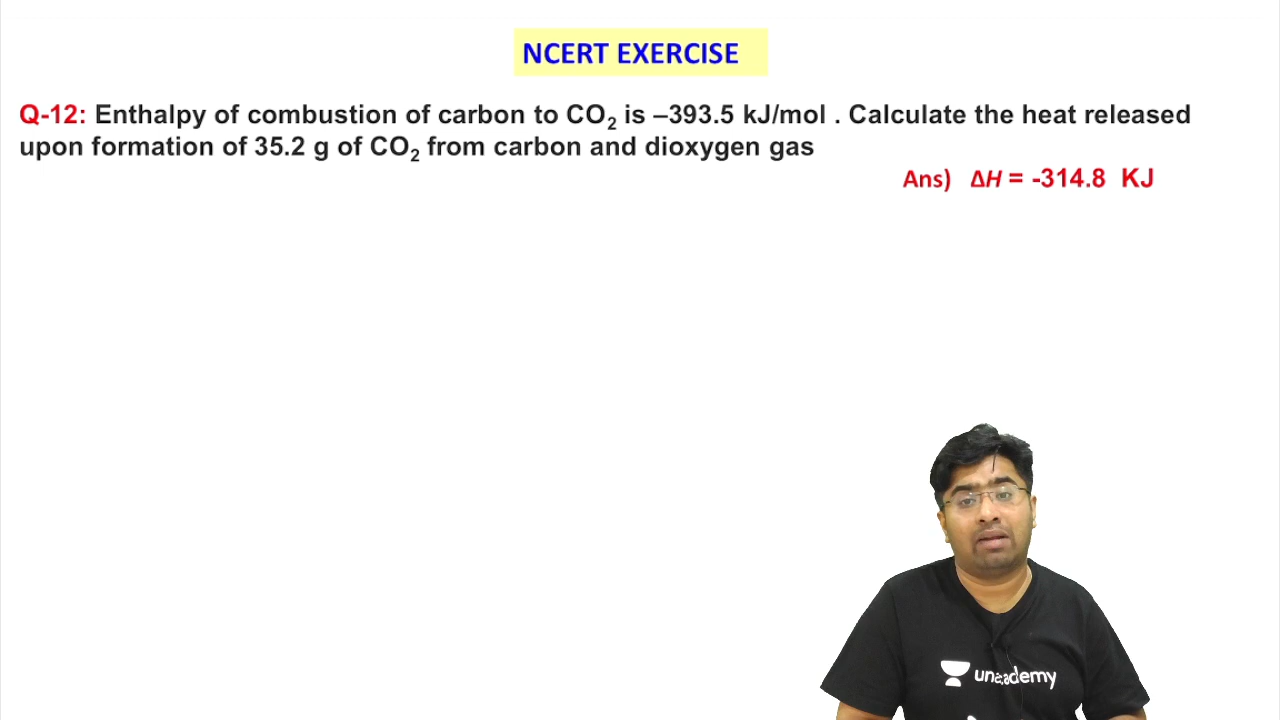 NCERT EXERCISE
Q-12: Enthalpy of combustion of carbon to CO₂ is –393.5 kJ/mol . Calculate the heat released
upon formation of 35.2 g of CO₂ from carbon and dioxygen gas
Ans) ΔH = -314.8 KJ
unacademy